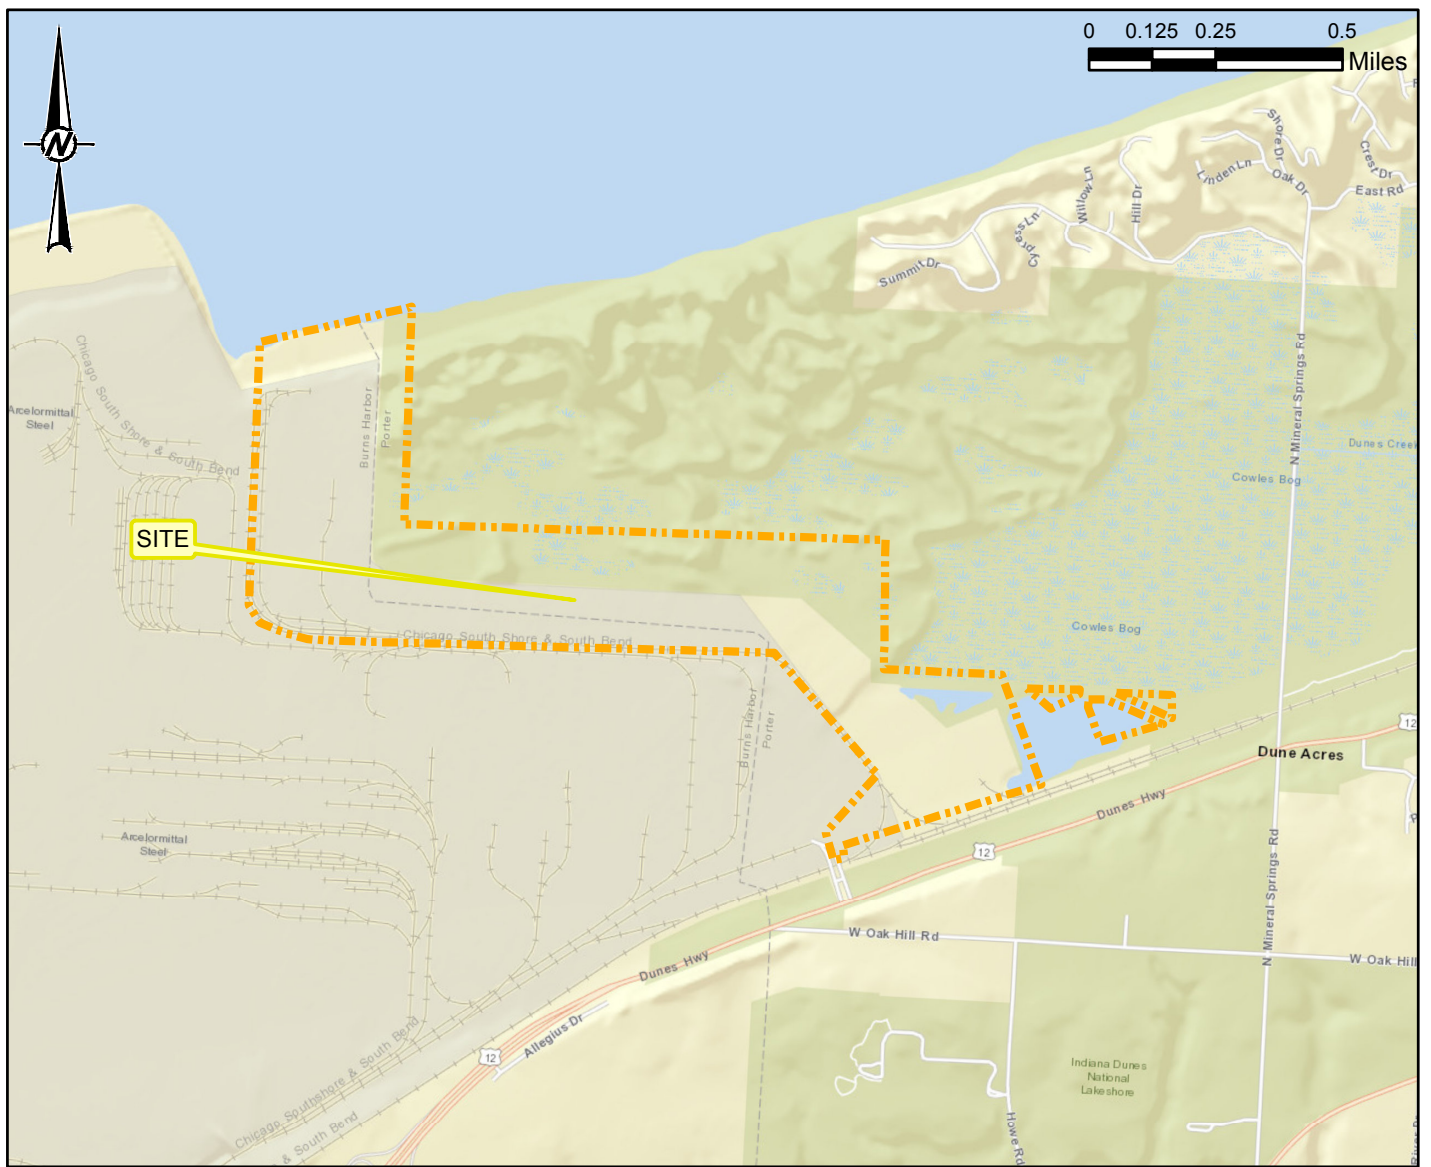 0 0.125 0.25 0.5
Miles
N
Shore Dr
Linden Ln
Oak Dr
Crest Dr
East Rd
Willow Ln
Hill Dr
Cypress Ln
Summit Dr
N Mineral Springs Rd
Chicago South Shore & South Bend
Arcelormittal
Steel
Burns Harbor
Porter
Dunes Creek
Cowles Bog
SITE
Cowles Bog
Chicago South Shore & South Bend
Burns Harbor
Porter
12
Dune Acres
Dunes Hwy
12
Arcelormittal
Steel
N Mineral Springs Rd
W Oak Hill Rd
W Oak Hill
Dunes Hwy
Allegius Dr
12
Indiana Dunes
National
Lakeshore
Chicago Southshore & South Bend
& South Bend
Howe Rd